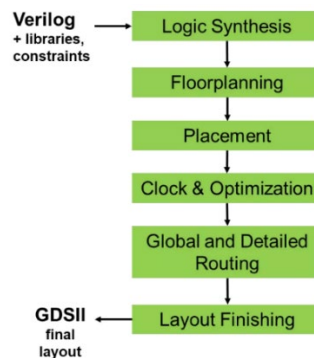 Verilog
+ libraries,
constraints
Logic Synthesis
Floorplanning
Placement
Clock & Optimization
Global and Detailed
Routing
Layout Finishing
GDSII
final
layout